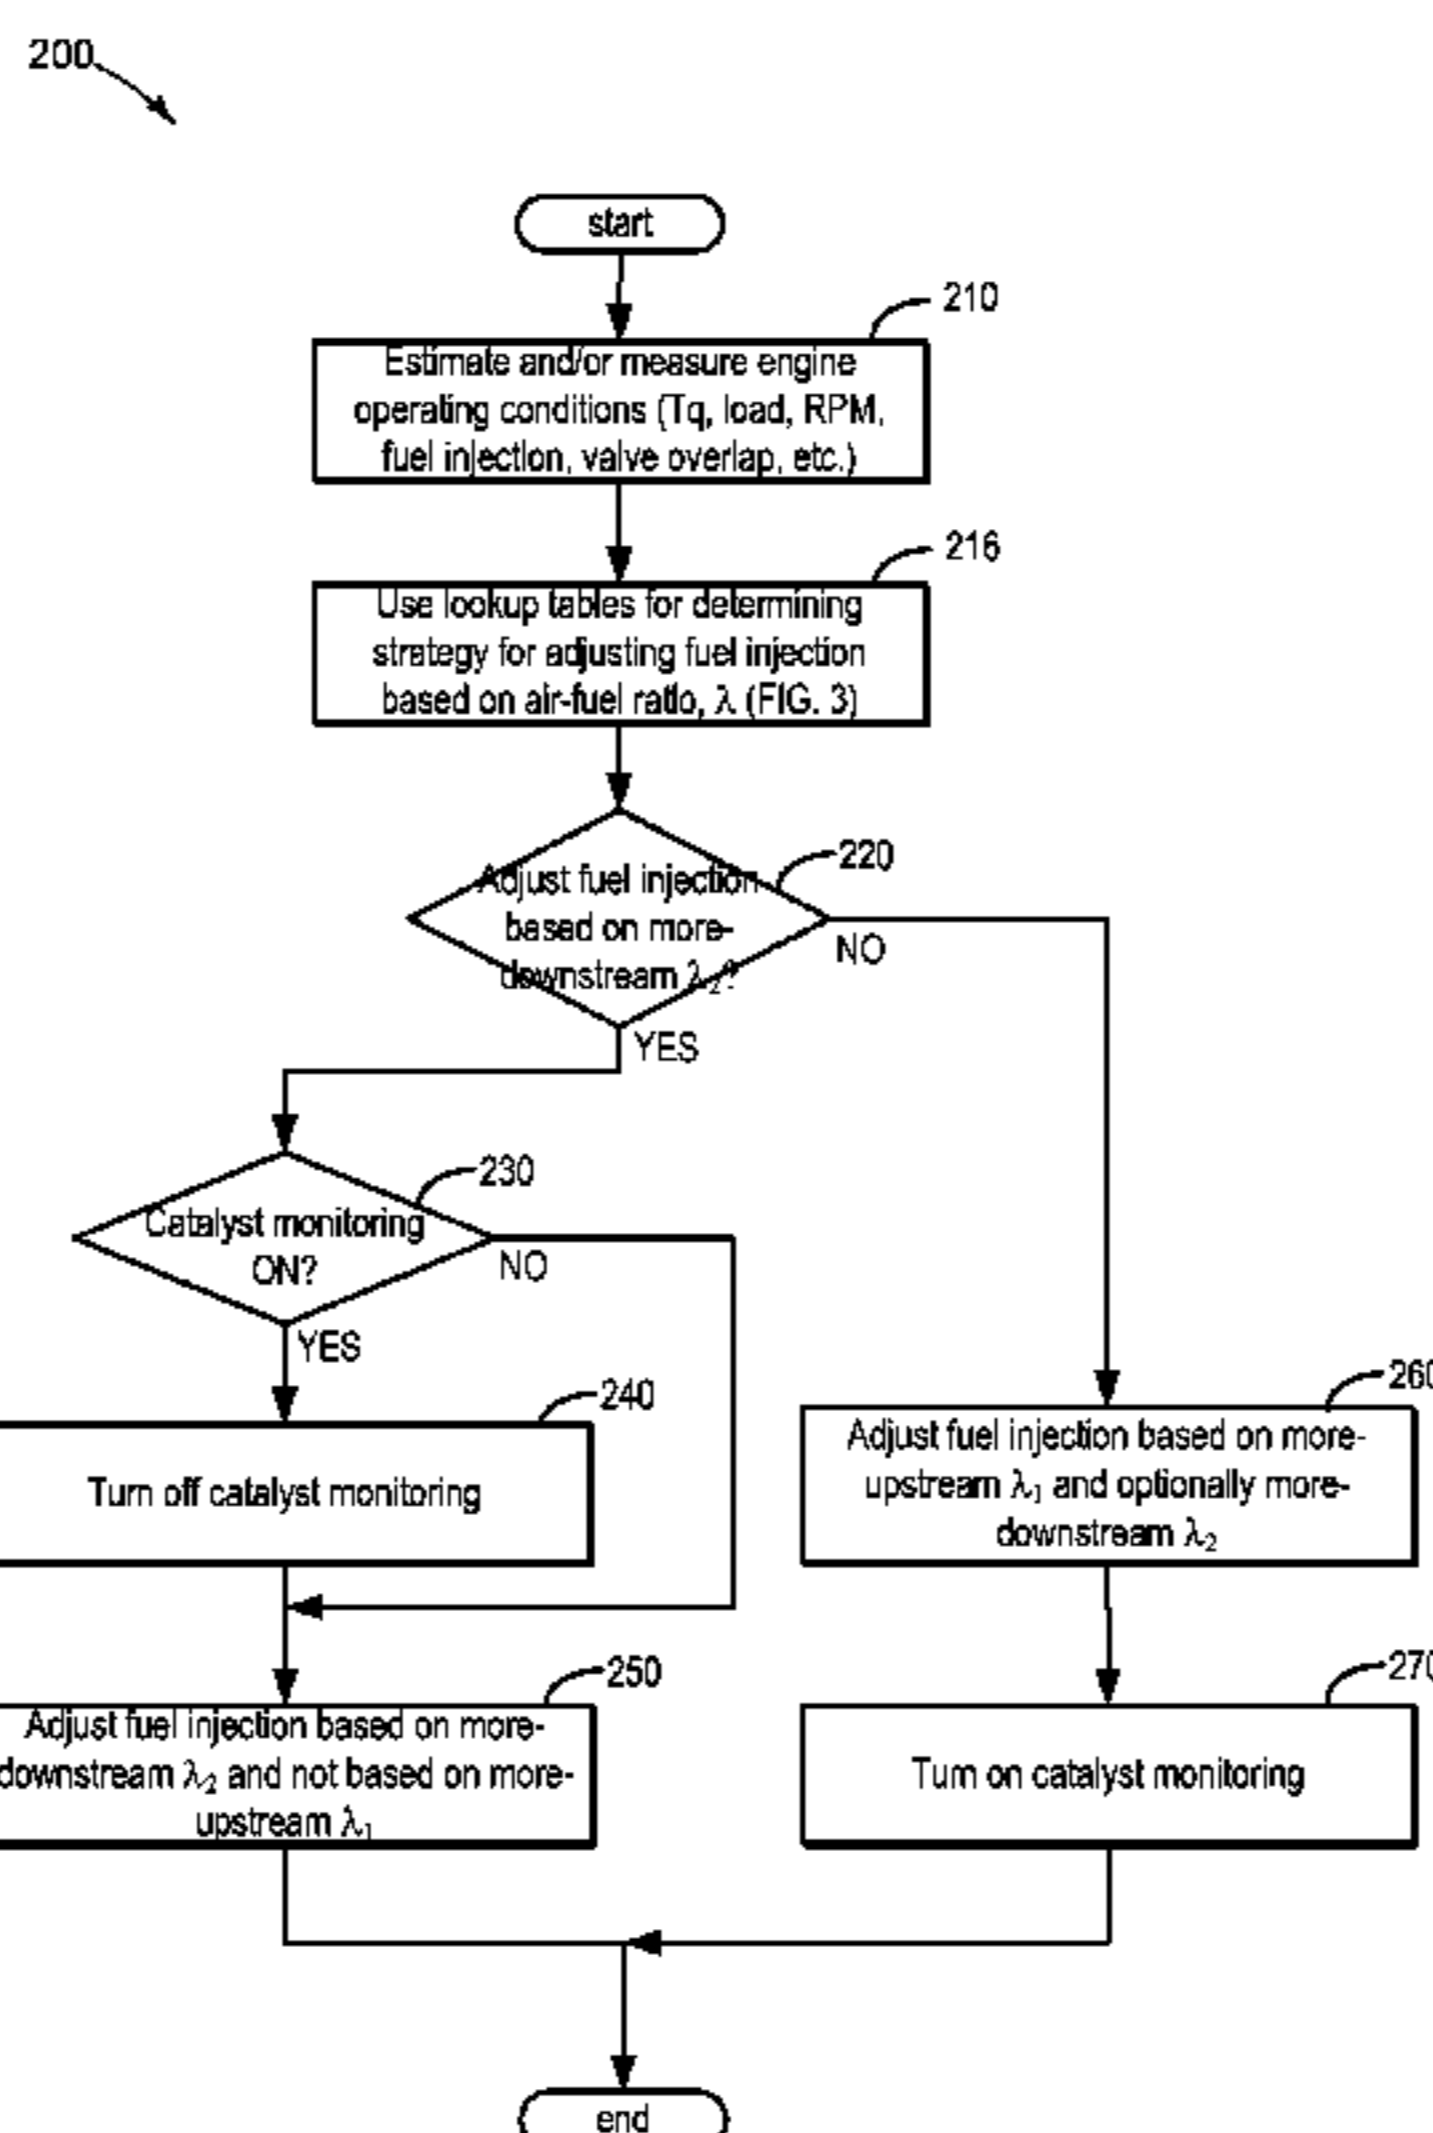 200
start
210
Estimate and/or measure engine
operating conditions (Tq, load, RPM,
fuel injection, valve overlap, etc.)
216
Use lookup tables for determining
strategy for adjusting fuel injection
based on air-fuel ratio, λ (FIG. 3)
220
Adjust fuel injection
based on more-
downstream λ₂?
NO
YES
230
Catalyst monitoring
ON?
NO
YES
240
Turn off catalyst monitoring
260
Adjust fuel injection based on more-
upstream λ₁ and optionally more-
downstream λ₂
250
Adjust fuel injection based on more-
downstream λ₂ and not based on more-
upstream λ₁
270
Turn on catalyst monitoring
end